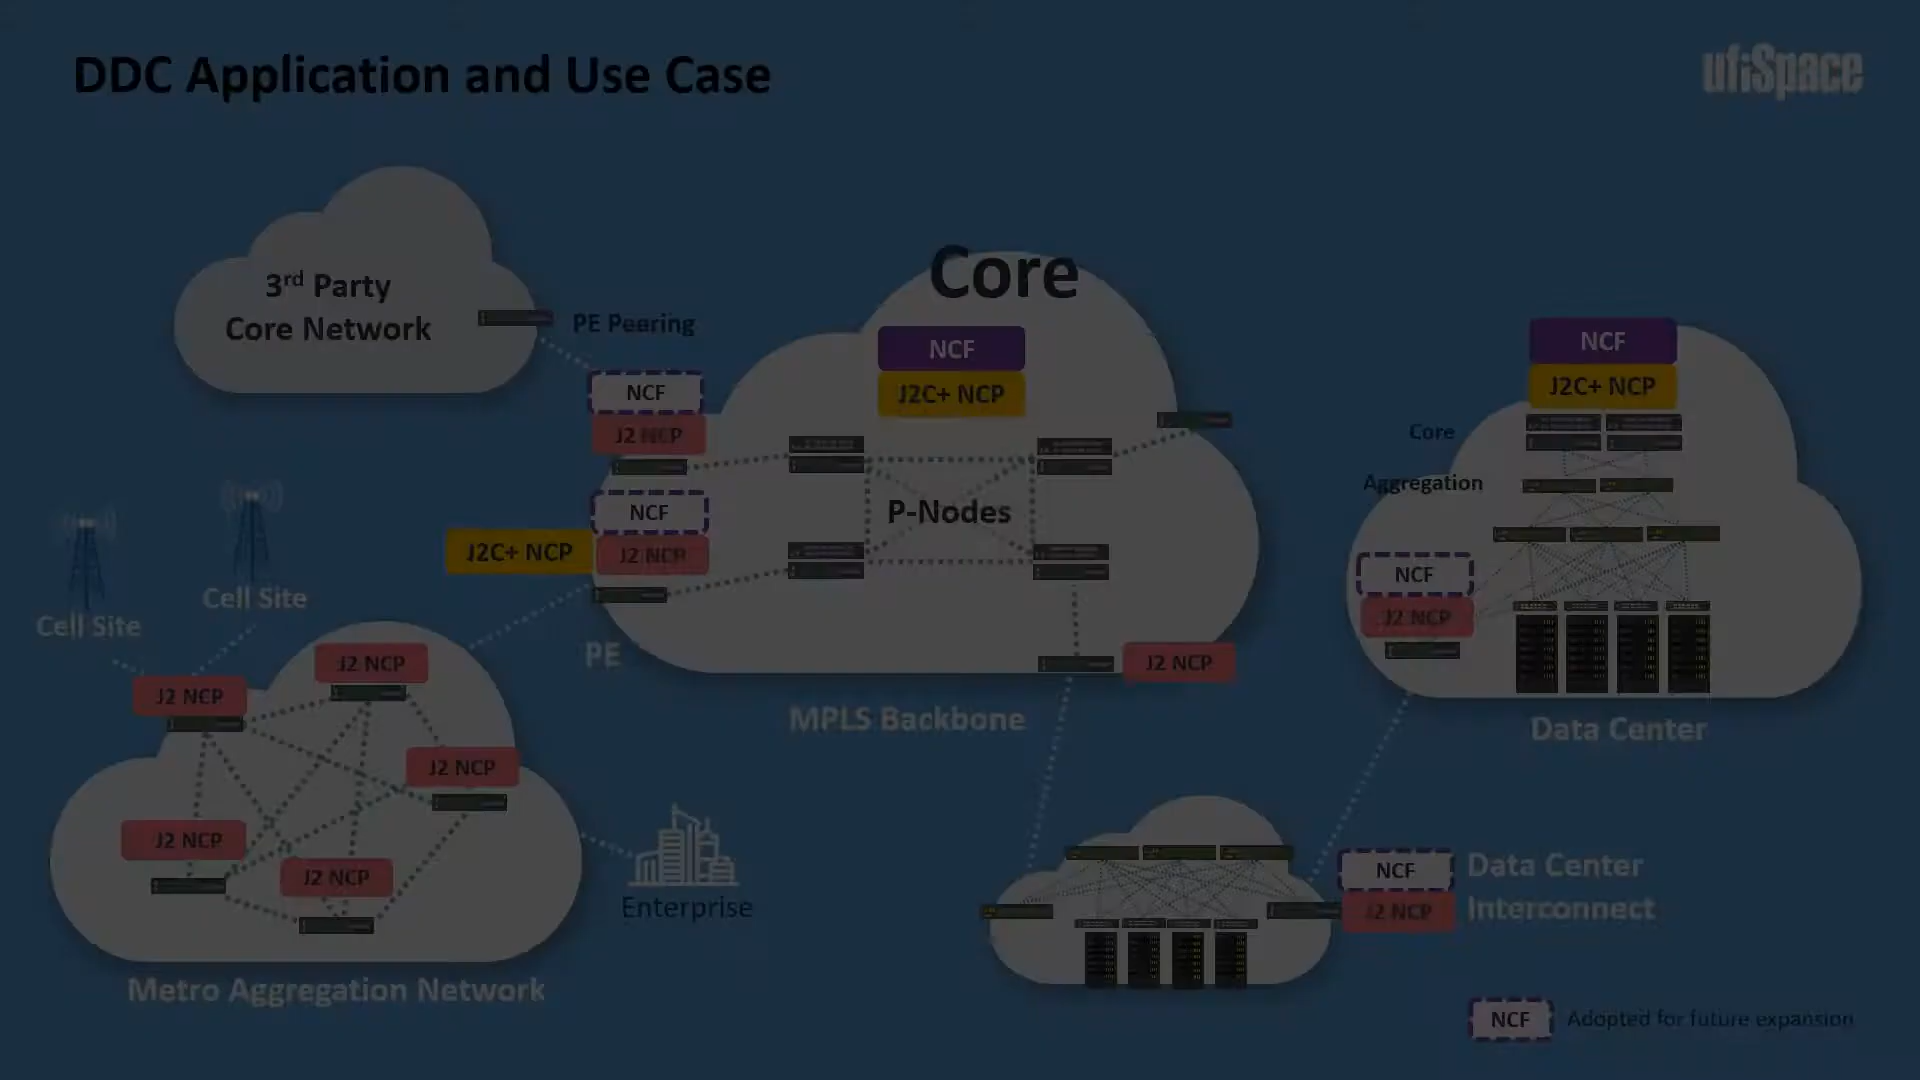 DDC Application and Use Case
ufiSpace
3rd Party
Core Network
PE Peering
NCF
J2 NCP
NCF
J2C+ NCP
J2 NCP
PE
Core
NCF
J2C+ NCP
P-Nodes
J2 NCP
MPLS Backbone
NCF
J2C+ NCP
Core
Aggregation
NCF
J2 NCP
Data Center
Cell Site
Cell Site
J2 NCP
J2 NCP
J2 NCP
J2 NCP
J2 NCP
Metro Aggregation Network
Enterprise
NCF
J2 NCP
Data Center
Interconnect
NCF
Adopted for future expansion